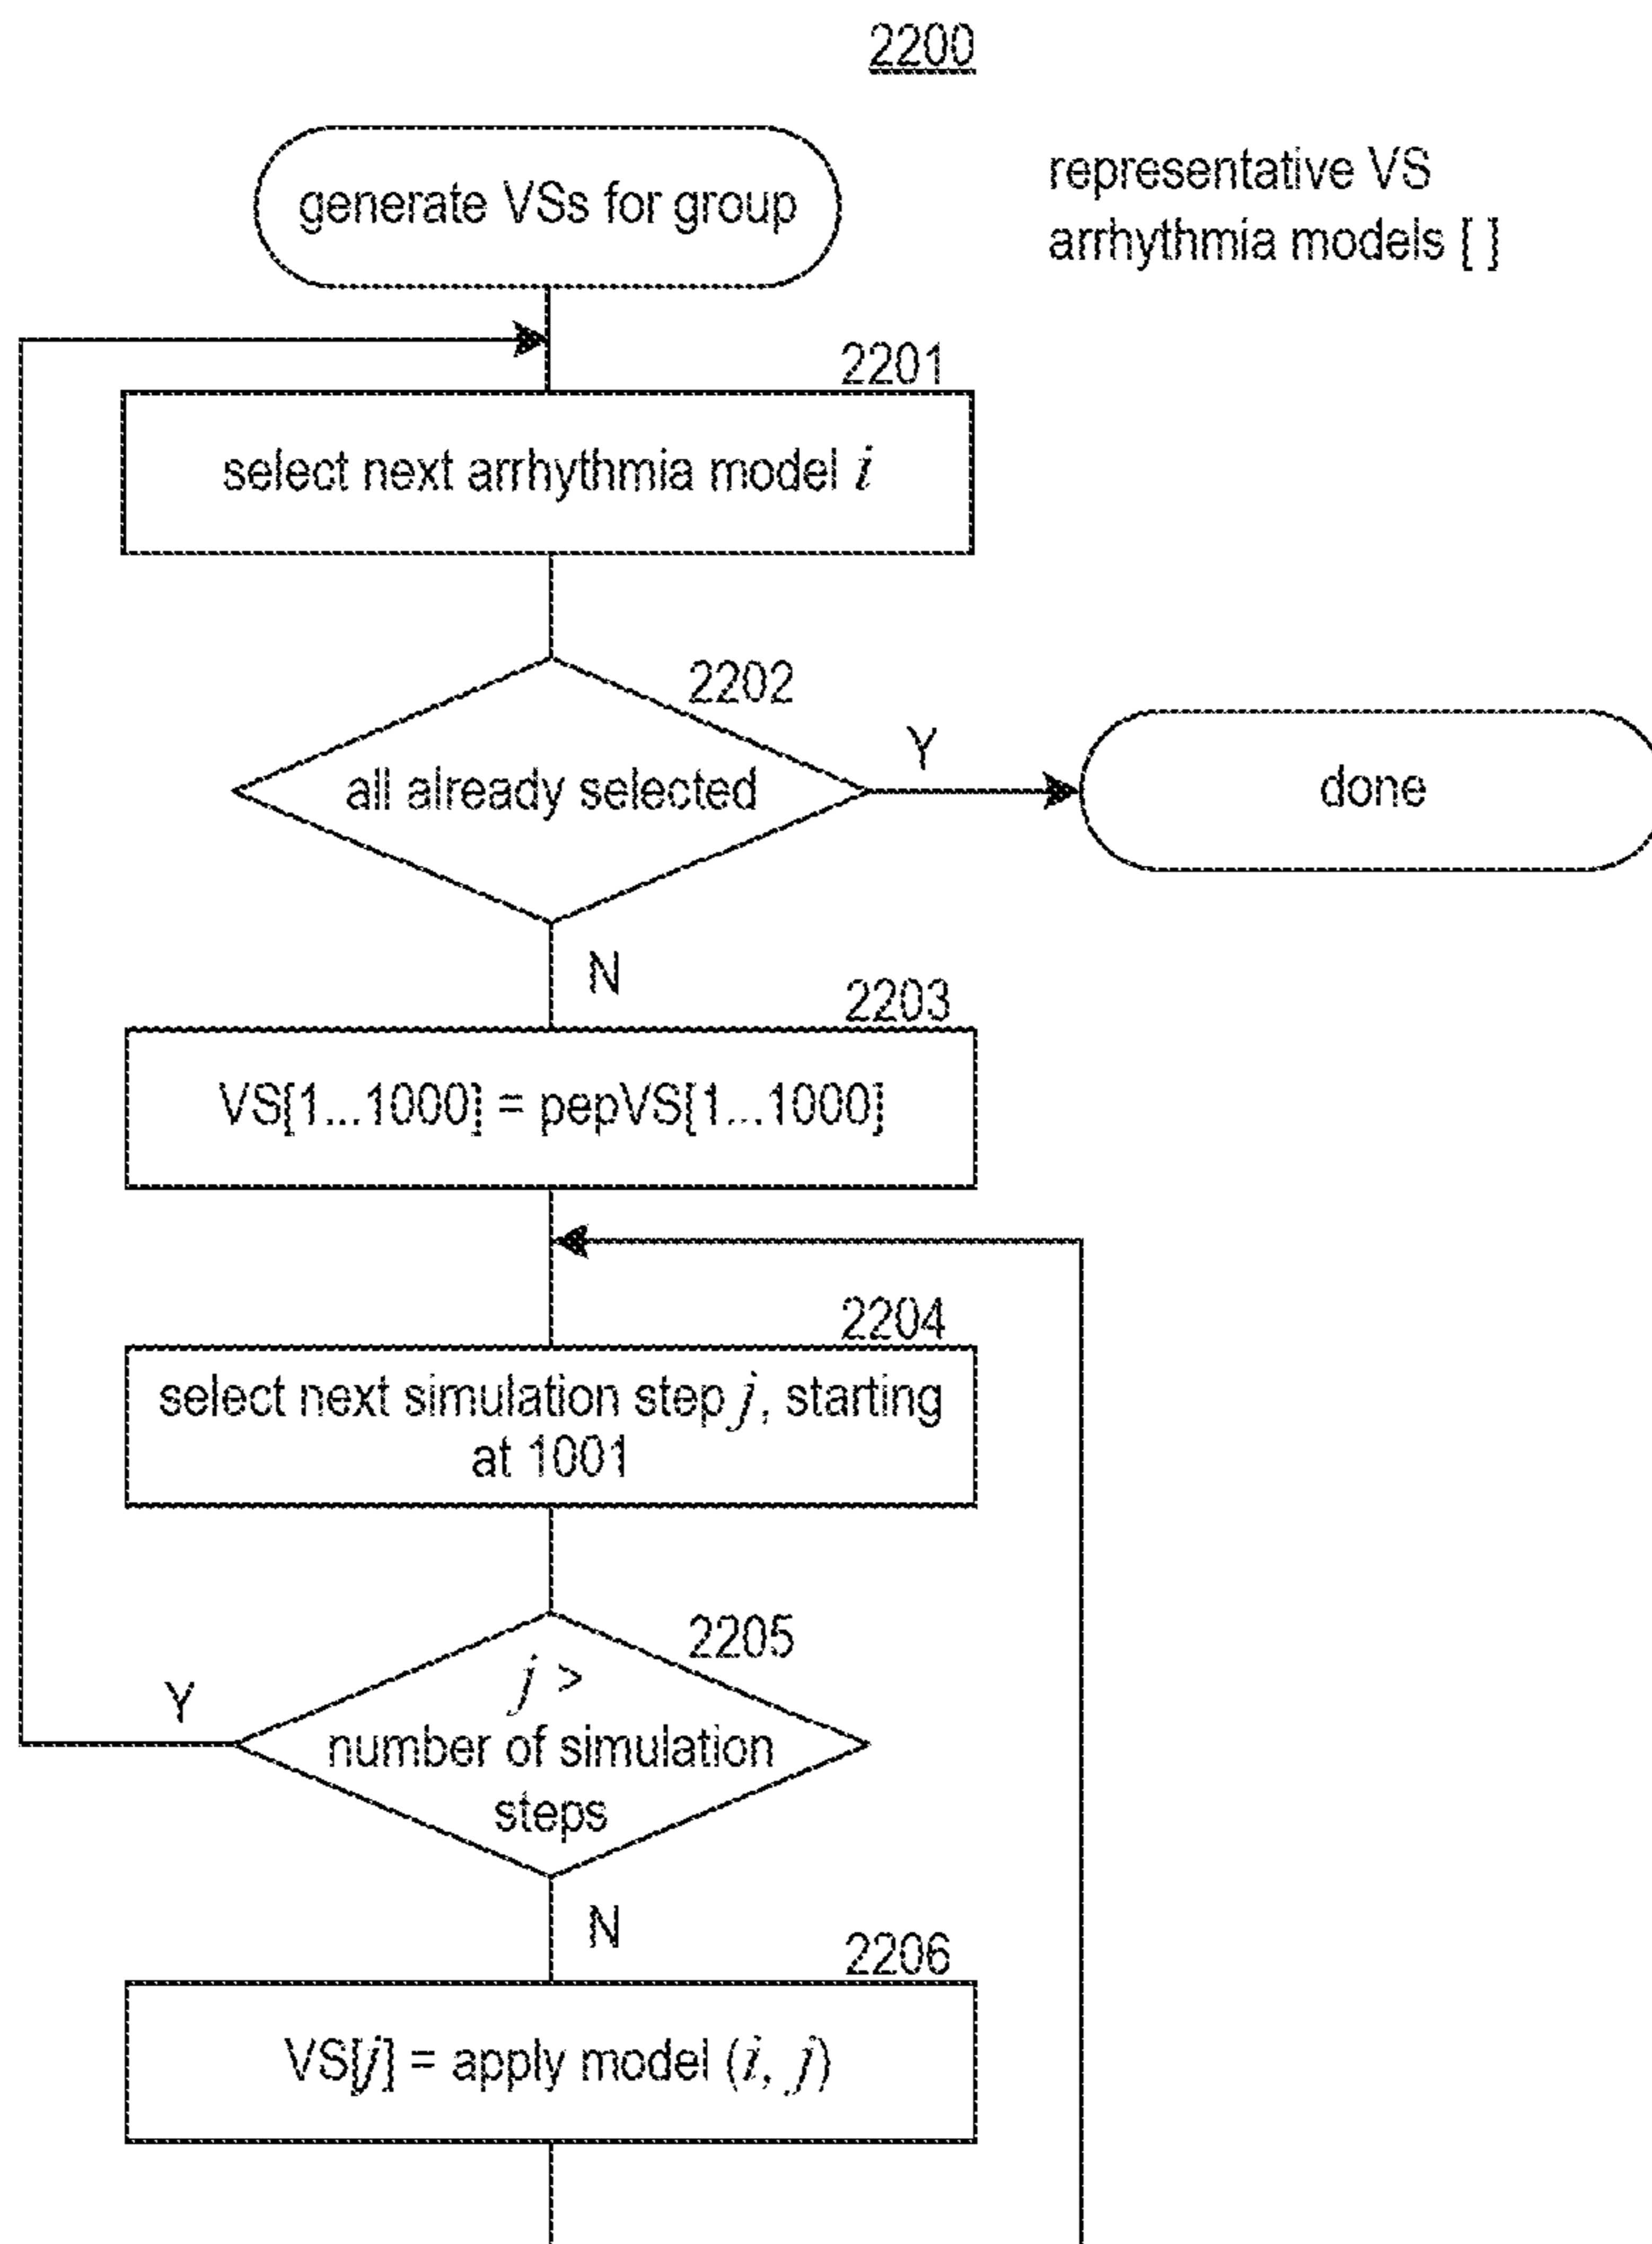 2200
generate VSs for group
representative VS
arrhythmia models [ ]
2201
select next arrhythmia model i
2202
all already selected
Y
done
N
2203
VS[1...1000] = pepVS[1...1000]
2204
select next simulation step j, starting
at 1001
2205
j >
number of simulation
steps
Y
N
2206
VS[j] = apply model (i, j)